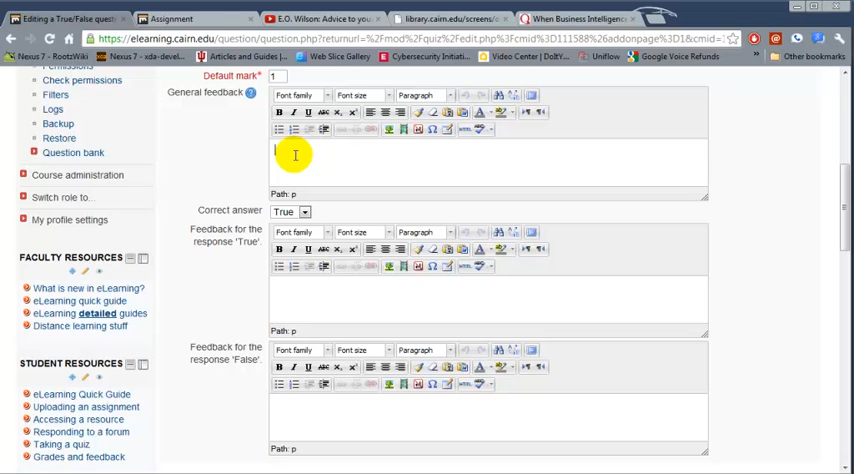 Editing a True/False questi
Assignment
E.O. Wilson: Advice to you
library.cairn.edu/screens/o
When Business Intelligence
https://elearning.cairn.edu/question/question.php?returnurl=%2Fmod%2Fquiz%2Fedit.php%3Fcmid%3D111588%26addonpage%3D1&cmid=1
Nexus 7 - RootzWiki
Nexus 7 - xda-devel...
Articles and Guides |...
Web Slice Gallery
Cybersecurity Initiati...
Video Center | DoITY...
Uniflow
Google Voice Refunds
Other bookmarks
Permissions
Check permissions
Filters
Logs
Backup
Restore
Question bank
Course administration
Switch role to...
My profile settings
FACULTY RESOURCES
What is new in eLearning?
eLearning quick guide
eLearning detailed guides
Distance learning stuff
STUDENT RESOURCES
eLearning Quick Guide
Uploading an assignment
Accessing a resource
Responding to a forum
Taking a quiz
Grades and feedback
Default mark* 1
General feedback
Font family Font size Paragraph
Path: p
Correct answer True
Feedback for the
response 'True'.
Font family Font size Paragraph
Path: p
Feedback for the
response 'False'.
Font family Font size Paragraph
Path: p